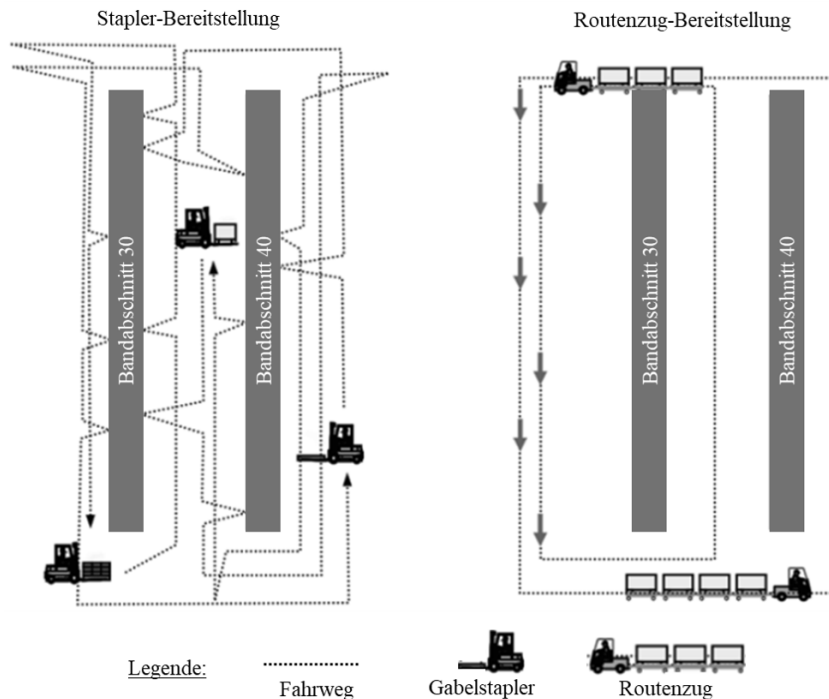 Stapler-Bereitstellung
Routenzug-Bereitstellung
Bandabschnitt 30
Bandabschnitt 40
Bandabschnitt 30
Bandabschnitt 40
Legende:
Fahrweg
Gabelstapler
Routenzug